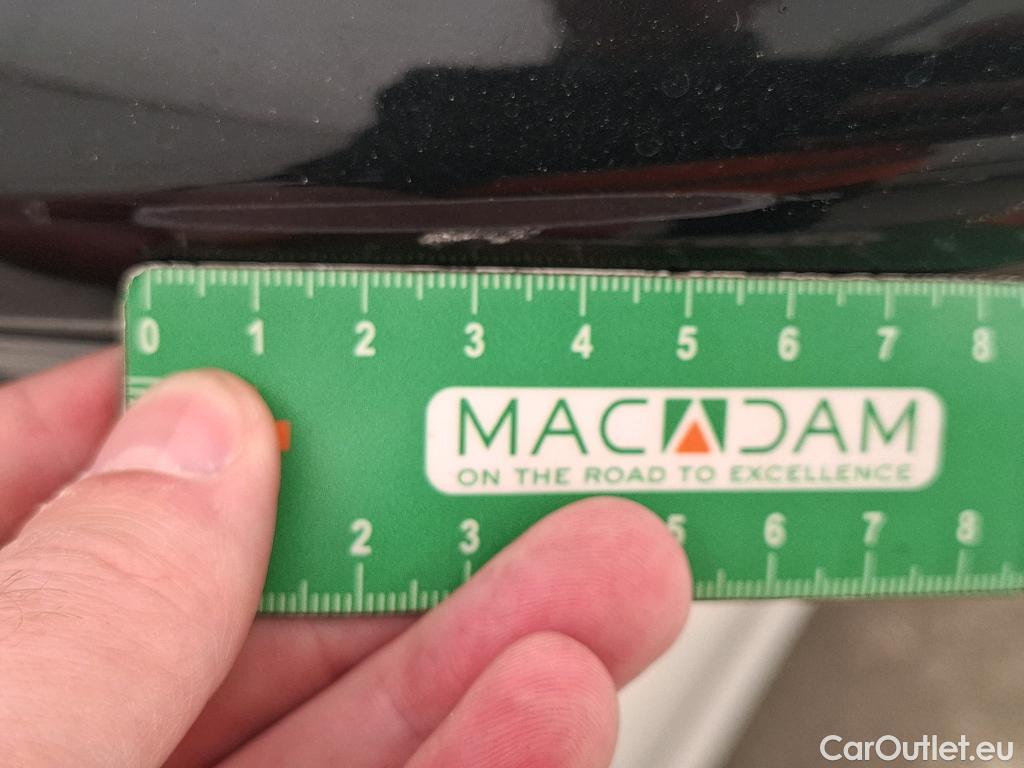 0 1 2 3 4 5 6 7 8
MACADAM
ON THE ROAD TO EXCELLENCE
2 3 5 6 7 8
CarOutlet.eu